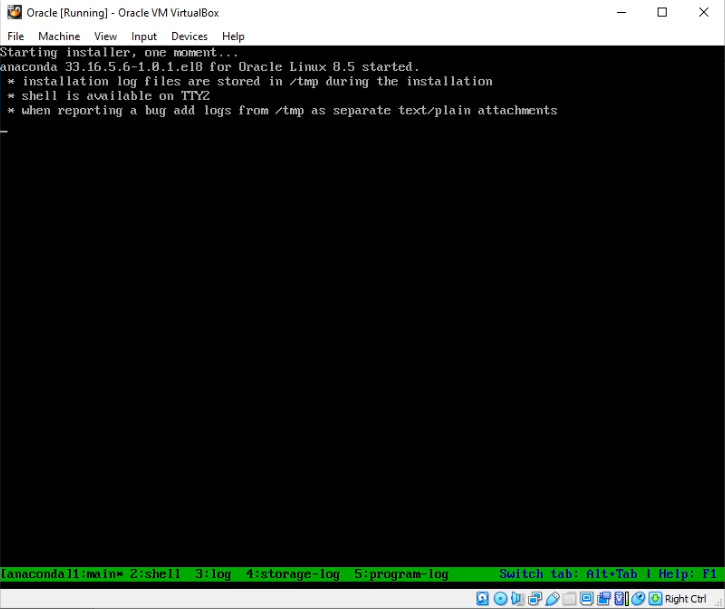 Oracle [Running] - Oracle VM VirtualBox
File Machine View Input Devices Help
Starting installer, one moment...
anaconda 33.16.5.6-1.0.1.el8 for Oracle Linux 8.5 started.
* installation log files are stored in /tmp during the installation
* shell is available on TTY2
* when reporting a bug add logs from /tmp as separate text/plain attachments
[anaconda]1:main* 2:shell 3:log 4:storage-log 5:program-log Switch tab: Alt+Tab | Help: F1
Right Ctrl